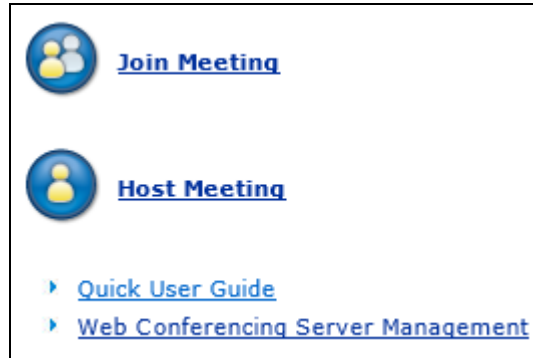 Join Meeting
Host Meeting
Quick User Guide
Web Conferencing Server Management